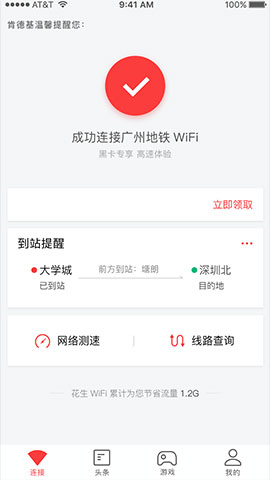 AT&T 9:41 AM 100%
肯德基温馨提醒您：
成功连接广州地铁 WiFi
黑卡专享 高速体验
立即领取
到站提醒
大学城 前方到站：塘朗 深圳北
已到站 目的地
网络测速 线路查询
花生 WiFi 累计为您节省流量 1.2G
连接 头条 游戏 我的